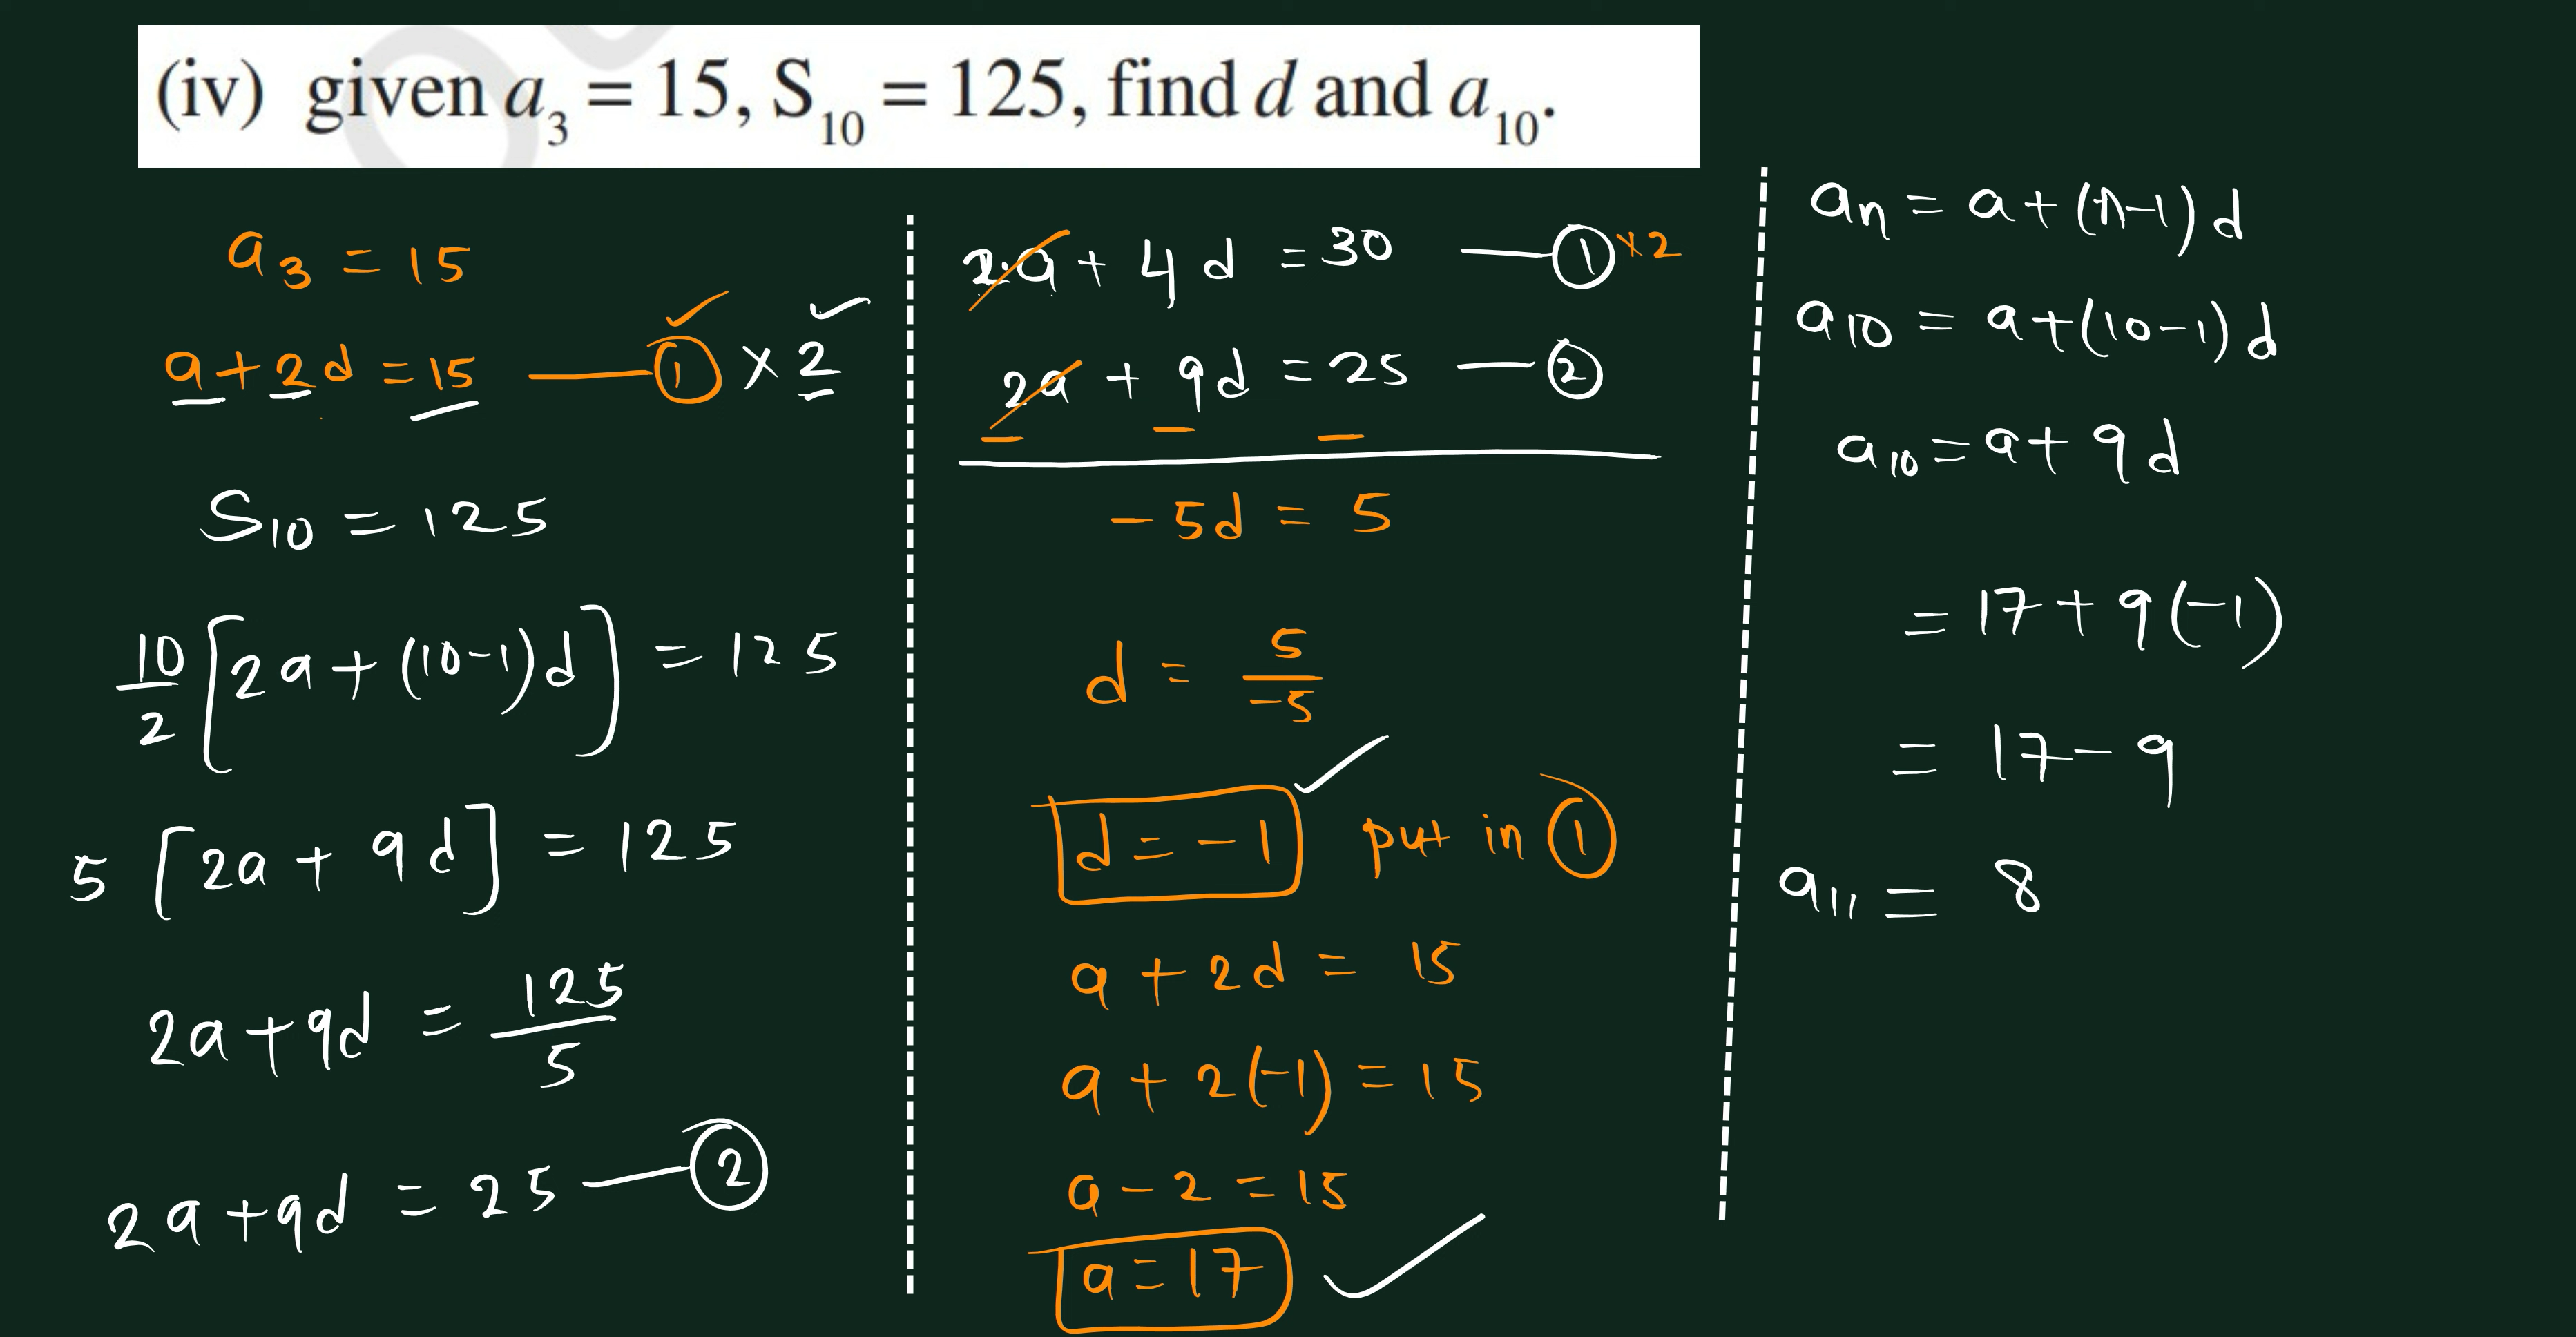 (iv) given a₃ = 15, S₁₀ = 125, find d and a₁₀.
a₃ = 15
a + 2d = 15 — ① × 2
S₁₀ = 125
10/2 [2a + (10-1)d] = 125
5 [2a + 9d] = 125
2a + 9d = 125/5
2a + 9d = 25 — ②
2·a + 4d = 30 — ① ×2
2a + 9d = 25 — ②
− − −
-5d = 5
d = 5/-5
d = -1 put in ①
a + 2d = 15
a + 2(-1) = 15
a - 2 = 15
a = 17
an = a + (n-1)d
a₁₀ = a + (10-1)d
a₁₀ = a + 9d
= 17 + 9(-1)
= 17 - 9
a₁₁ = 8